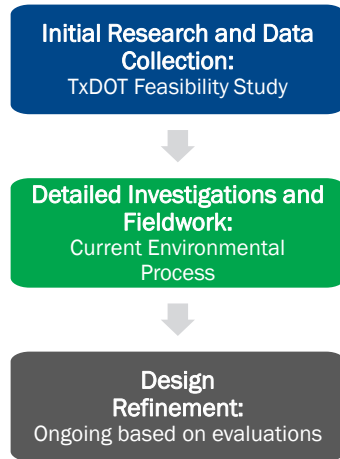 Initial Research and Data
Collection:
TxDOT Feasibility Study
Detailed Investigations and
Fieldwork:
Current Environmental
Process
Design
Refinement:
Ongoing based on evaluations